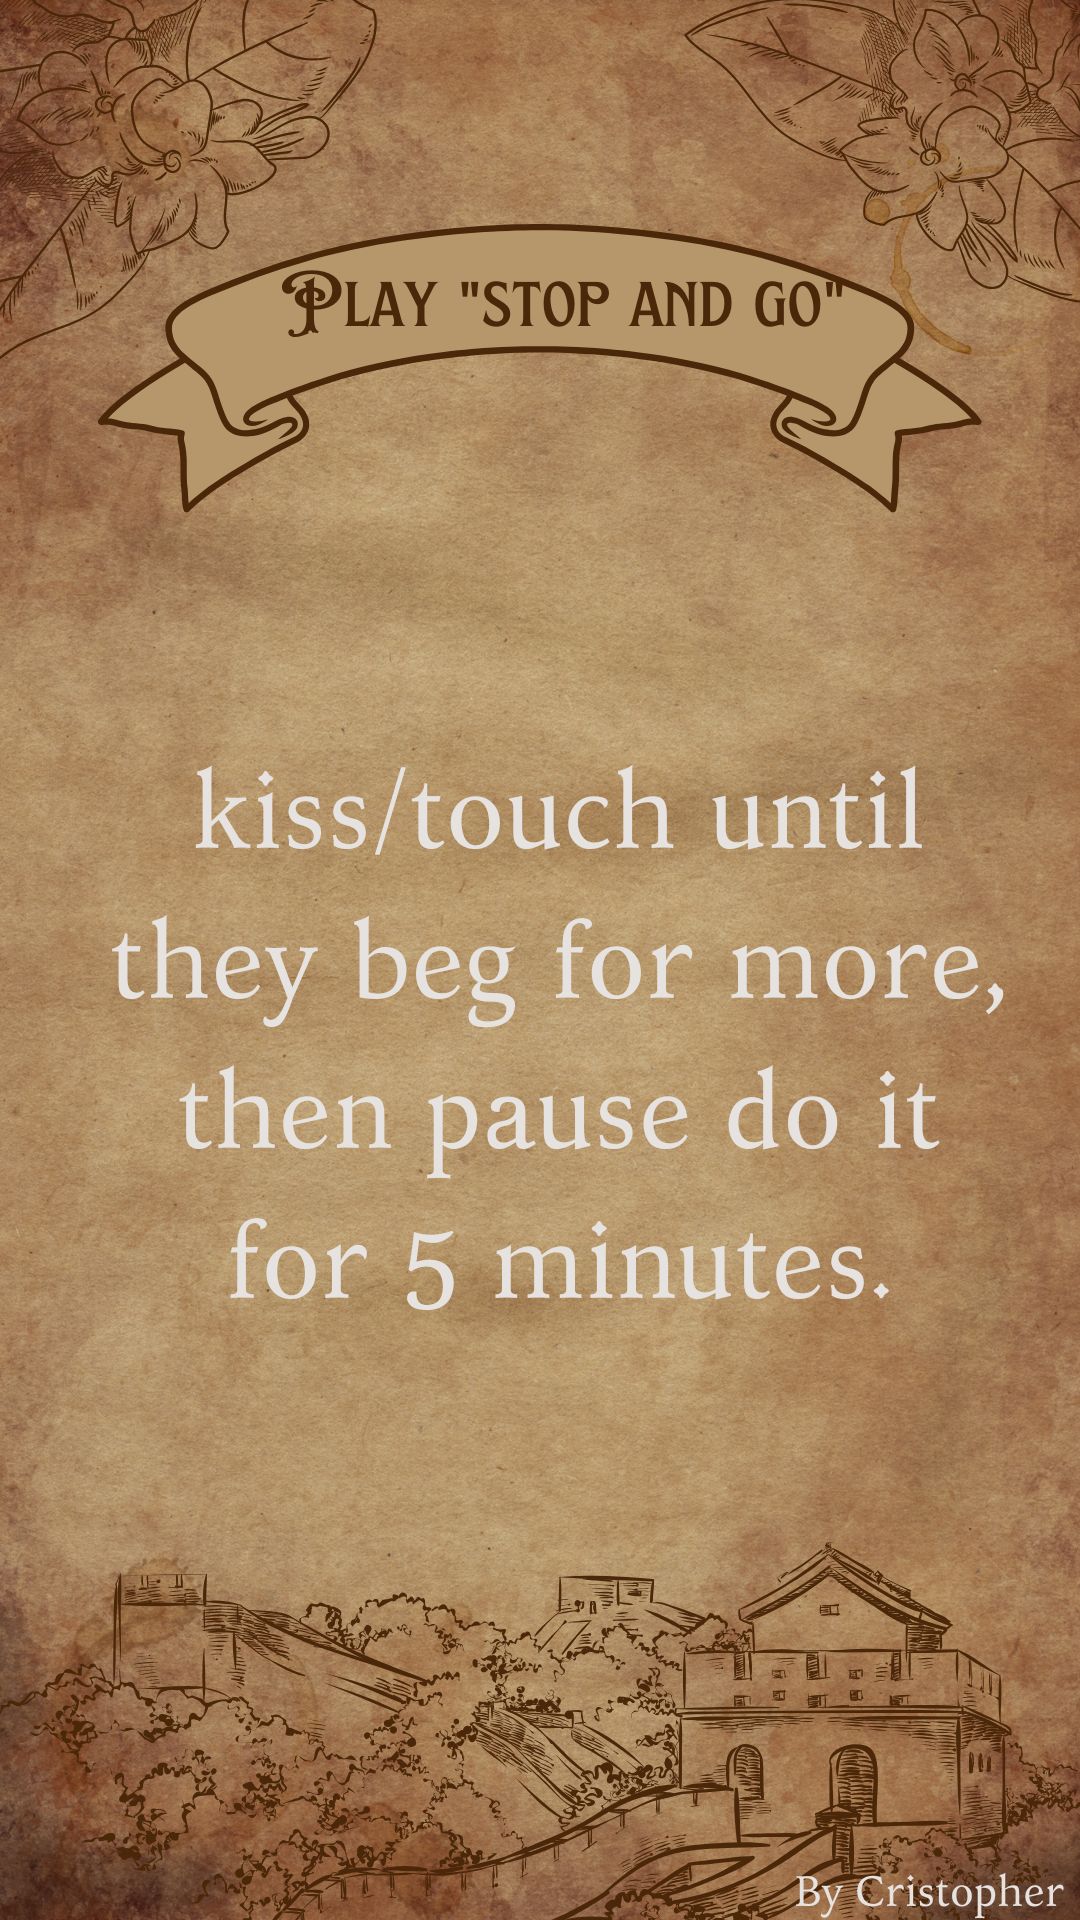 Play "stop and go"
kiss/touch until
they beg for more,
then pause do it
for 5 minutes.
By Cristopher